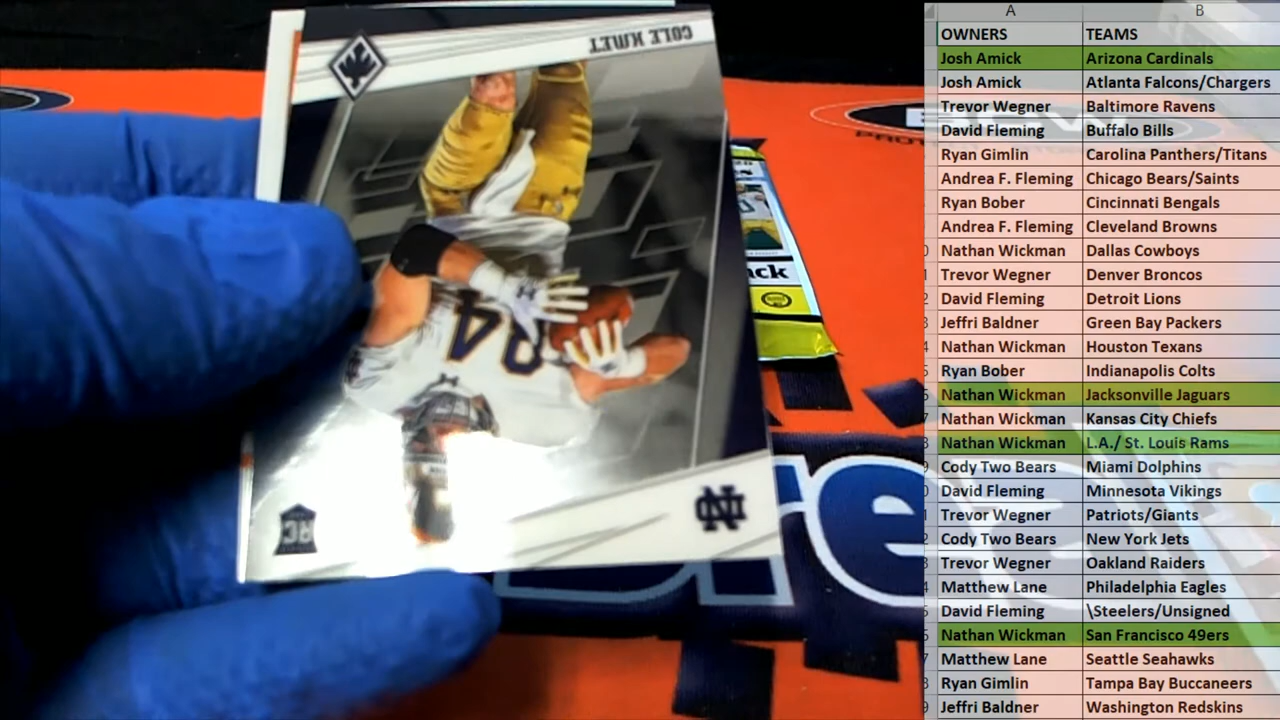 COLE KMET
84
RC
ND
ck
re
A B
OWNERS TEAMS
Josh Amick Arizona Cardinals
Josh Amick Atlanta Falcons/Chargers
Trevor Wegner Baltimore Ravens
David Fleming Buffalo Bills
Ryan Gimlin Carolina Panthers/Titans
Andrea F. Fleming Chicago Bears/Saints
Ryan Bober Cincinnati Bengals
Andrea F. Fleming Cleveland Browns
Nathan Wickman Dallas Cowboys
Trevor Wegner Denver Broncos
David Fleming Detroit Lions
Jeffri Baldner Green Bay Packers
Nathan Wickman Houston Texans
Ryan Bober Indianapolis Colts
Nathan Wickman Jacksonville Jaguars
Nathan Wickman Kansas City Chiefs
Nathan Wickman L.A./ St. Louis Rams
Cody Two Bears Miami Dolphins
David Fleming Minnesota Vikings
Trevor Wegner Patriots/Giants
Cody Two Bears New York Jets
Trevor Wegner Oakland Raiders
Matthew Lane Philadelphia Eagles
David Fleming \Steelers/Unsigned
Nathan Wickman San Francisco 49ers
Matthew Lane Seattle Seahawks
Ryan Gimlin Tampa Bay Buccaneers
Jeffri Baldner Washington Redskins